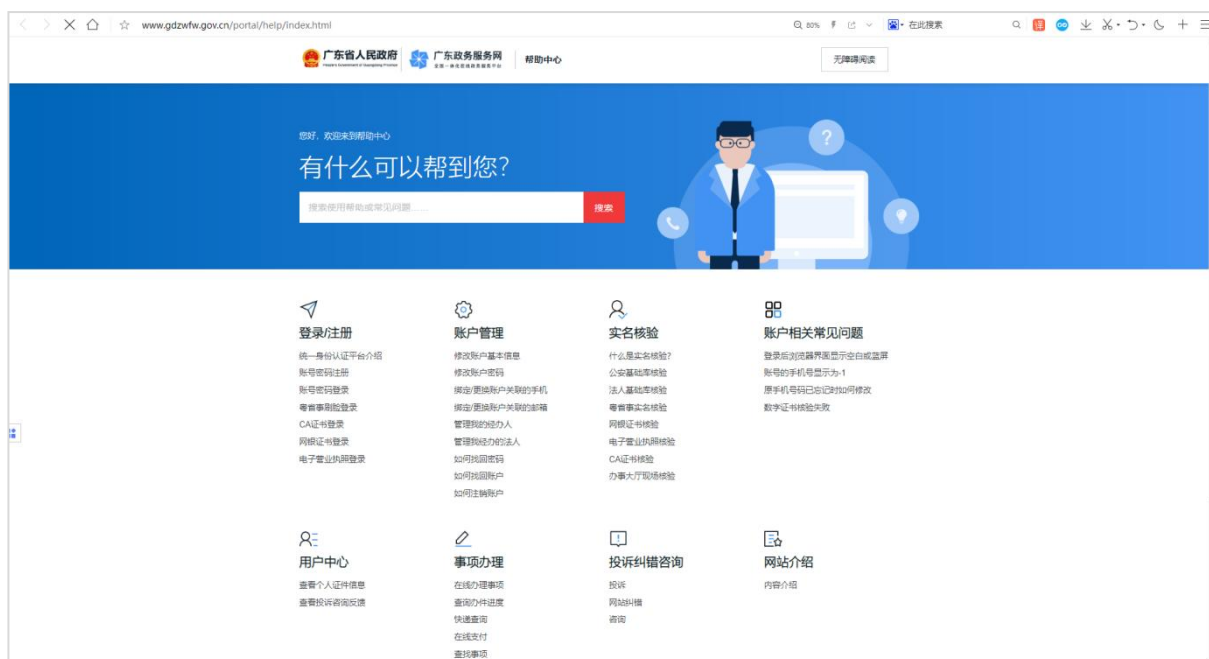 www.gdzwfw.gov.cn/portal/help/index.html
80%
在此搜索
广东省人民政府
广东政务服务网
帮助中心
无障碍阅读
您好，欢迎来到帮助中心
有什么可以帮到您？
搜索使用帮助或常见问题......
搜索
登录/注册
统一身份认证平台介绍
账号密码注册
账号密码登录
粤省事刷脸登录
CA证书登录
网银证书登录
电子营业执照登录
账户管理
修改账户基本信息
修改账户密码
绑定/更换账户关联的手机
绑定/更换账户关联的邮箱
管理我的经办人
管理我经办的法人
如何找回密码
如何找回账户
如何注销账户
实名核验
什么是实名核验?
公安基础库核验
法人基础库核验
粤省事实名核验
网银证书核验
电子营业执照核验
CA证书核验
办事大厅现场核验
账户相关常见问题
登录后浏览器界面显示空白或蓝屏
账号的手机号显示为-1
原手机号码已忘记时如何修改
数字证书核验失败
用户中心
查看个人证件信息
查看投诉咨询反馈
事项办理
在线办理事项
查询办件进度
快递查询
在线支付
查找事项
投诉纠错咨询
投诉
网站纠错
咨询
网站介绍
内容介绍